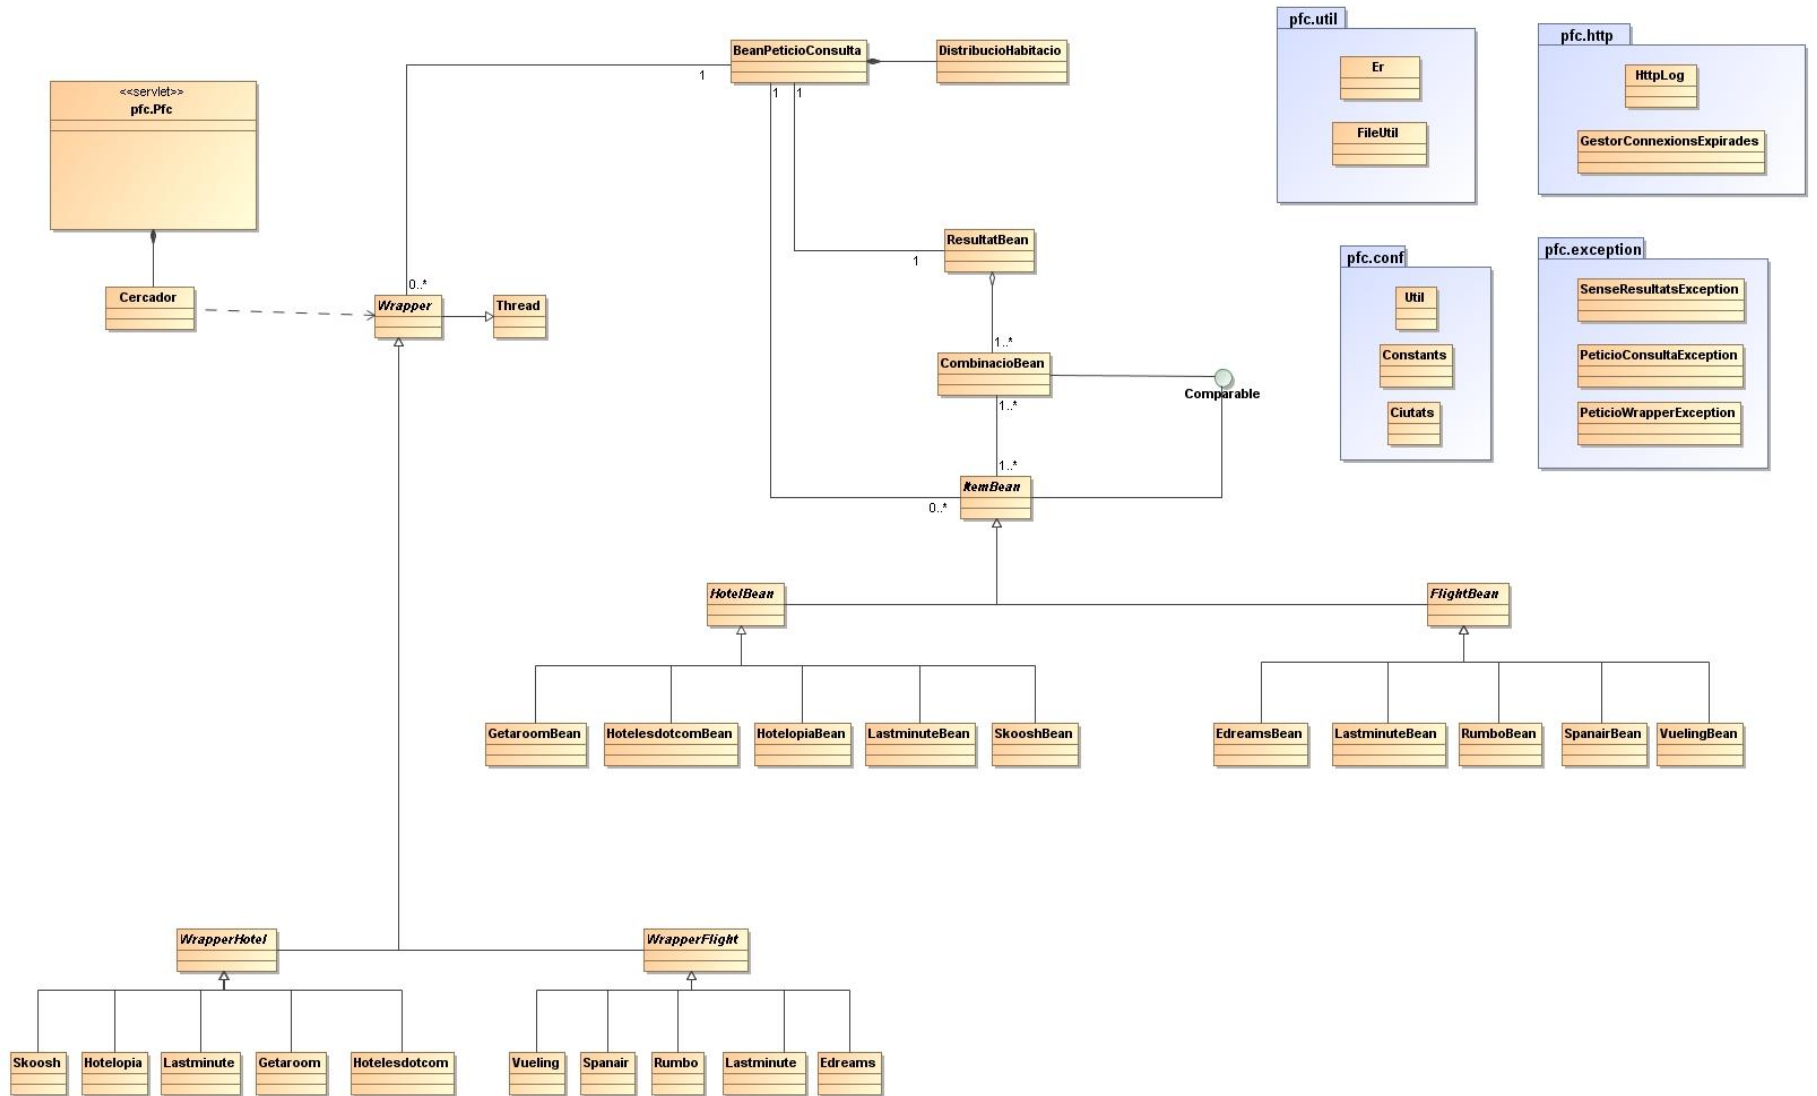 <<servlet>>
pfc.Pfc
Cercador
BeanPeticioConsulta
DistribucioHabitacio
1
1
1
0..*
Wrapper
Thread
ResultatBean
1
1..*
CombinacioBean
1..*
Comparable
1..*
ItemBean
0..*
pfc.util
Er
FileUtil
pfc.http
HttpLog
GestorConnexionsExpirades
pfc.conf
Util
Constants
Ciutats
pfc.exception
SenseResultatsException
PeticioConsultaException
PeticioWrapperException
HotelBean
FlightBean
GetaroomBean
HotelesdotcomBean
HotelopiaBean
LastminuteBean
SkooshBean
EdreamsBean
LastminuteBean
RumboBean
SpanairBean
VuelingBean
WrapperHotel
WrapperFlight
Skoosh
Hotelopia
Lastminute
Getaroom
Hotelesdotcom
Vueling
Spanair
Rumbo
Lastminute
Edreams